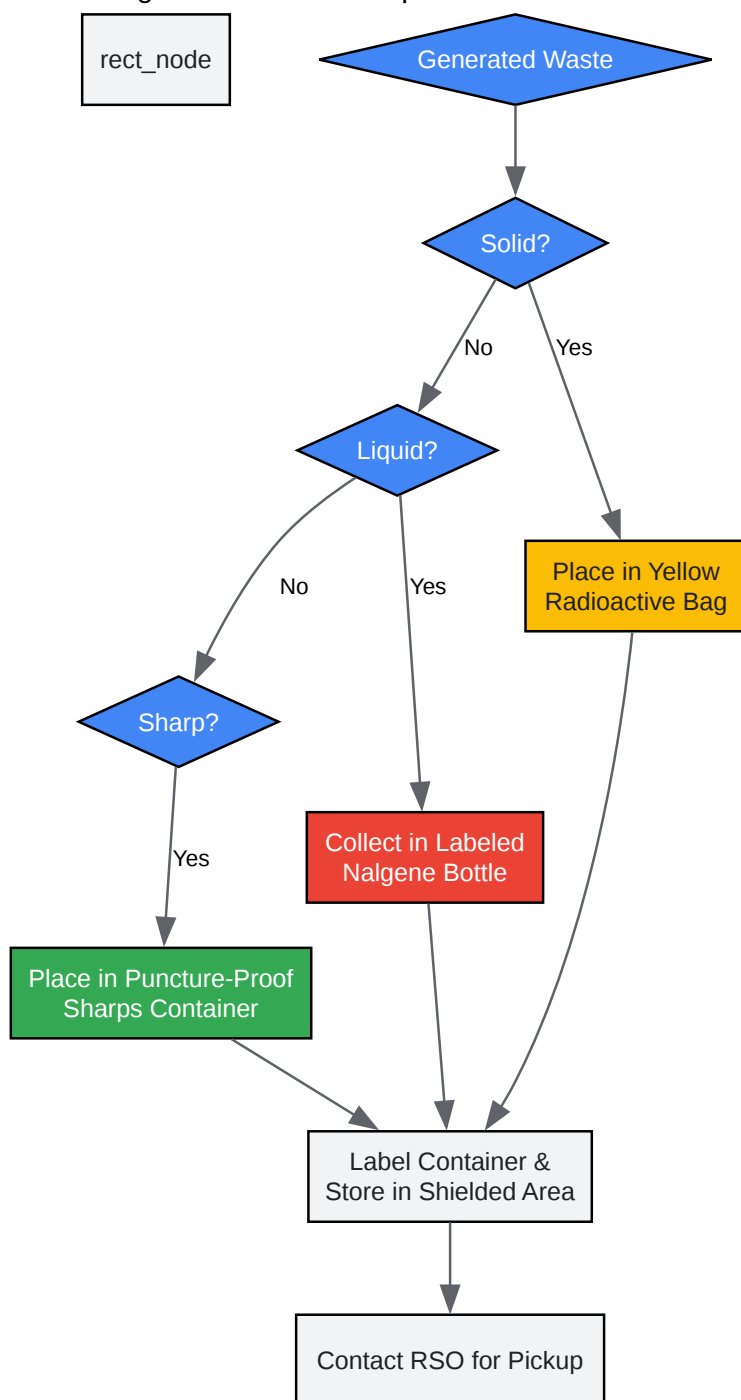 rect_node
Generated Waste
Solid?
No
Yes
Liquid?
No
Yes
Place in Yellow
Radioactive Bag
Sharp?
Yes
Collect in Labeled
Nalgene Bottle
Place in Puncture-Proof
Sharps Container
Label Container &
Store in Shielded Area
Contact RSO for Pickup